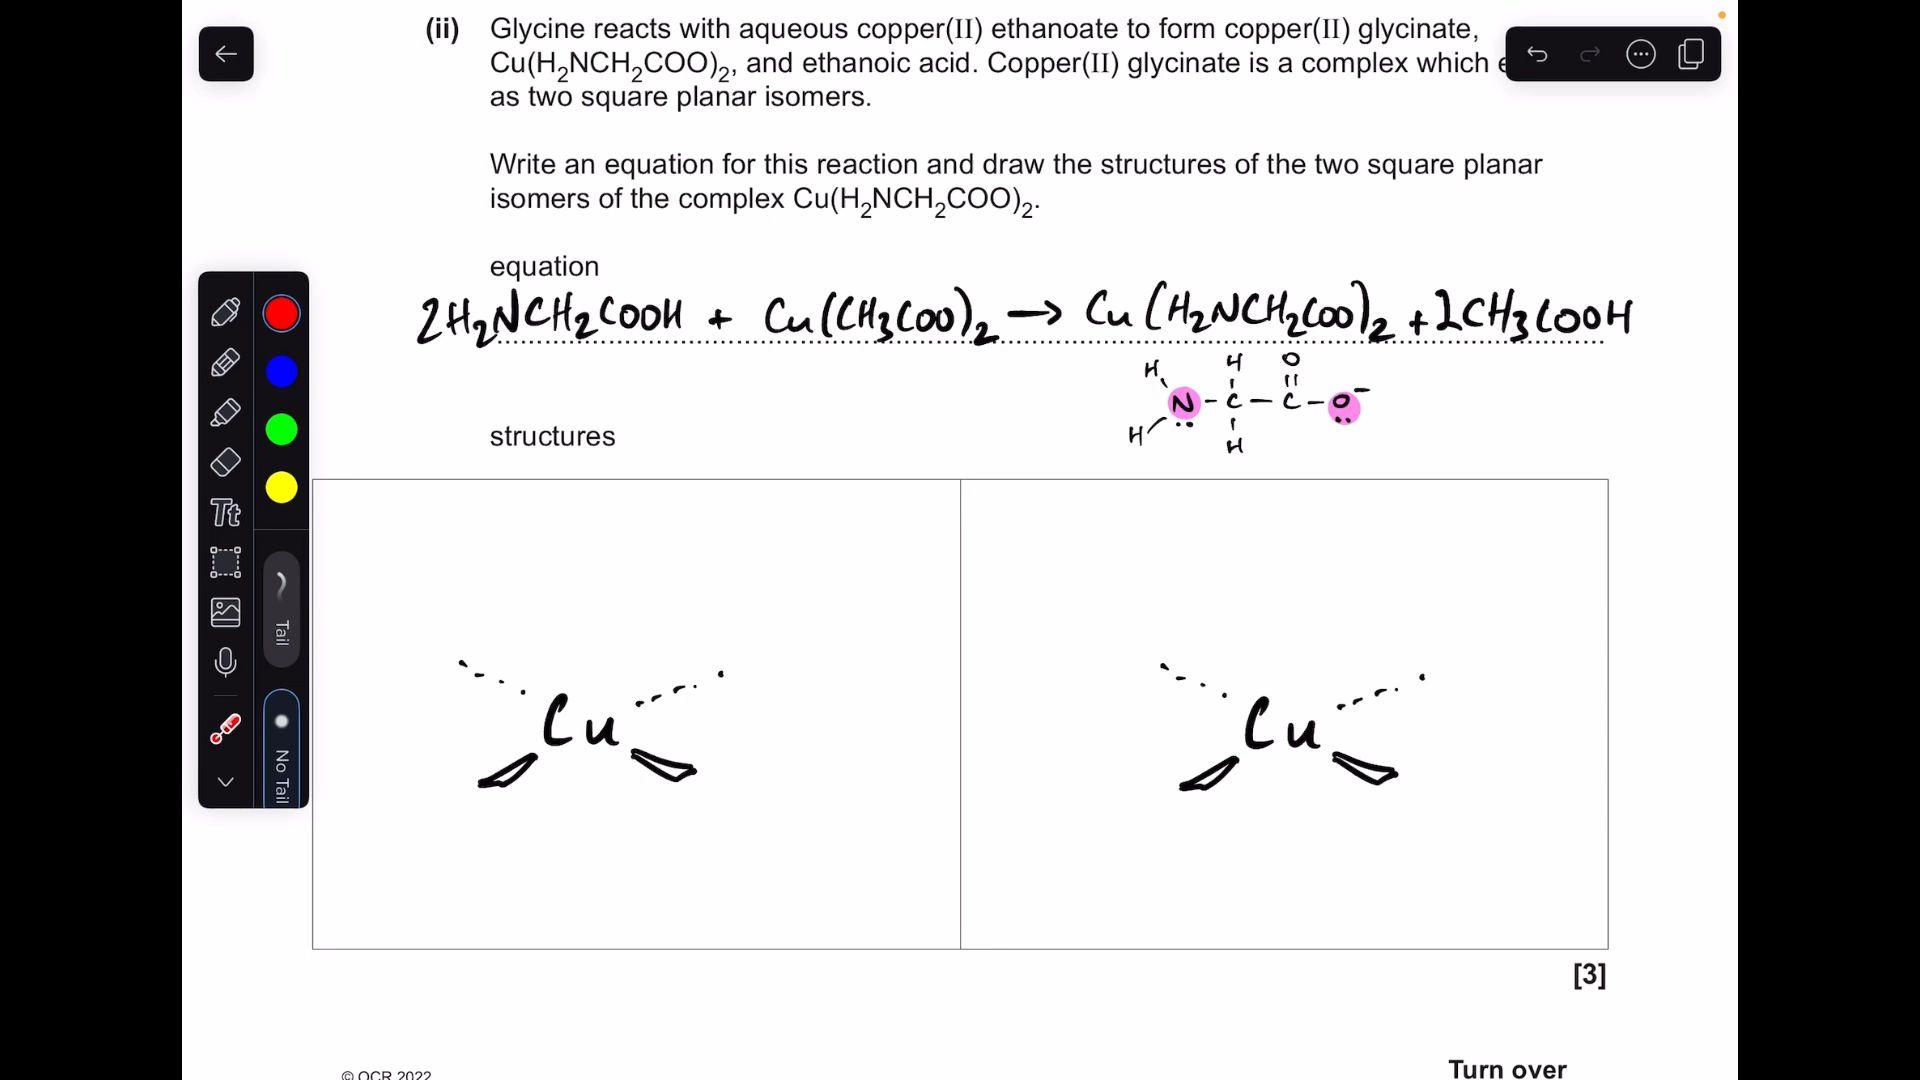 (ii) Glycine reacts with aqueous copper(II) ethanoate to form copper(II) glycinate,
Cu(H₂NCH₂COO)₂, and ethanoic acid. Copper(II) glycinate is a complex which
as two square planar isomers.
Write an equation for this reaction and draw the structures of the two square planar
isomers of the complex Cu(H₂NCH₂COO)₂.
equation
2H₂NCH₂COOH + Cu(CH₃COO)₂ → Cu(H₂NCH₂COO)₂ + 2CH₃COOH
H H O
N - C - C - O⁻
H H
structures
Tt
Tail
No Tail
Cu Cu
[3]
© OCR 2022
Turn over